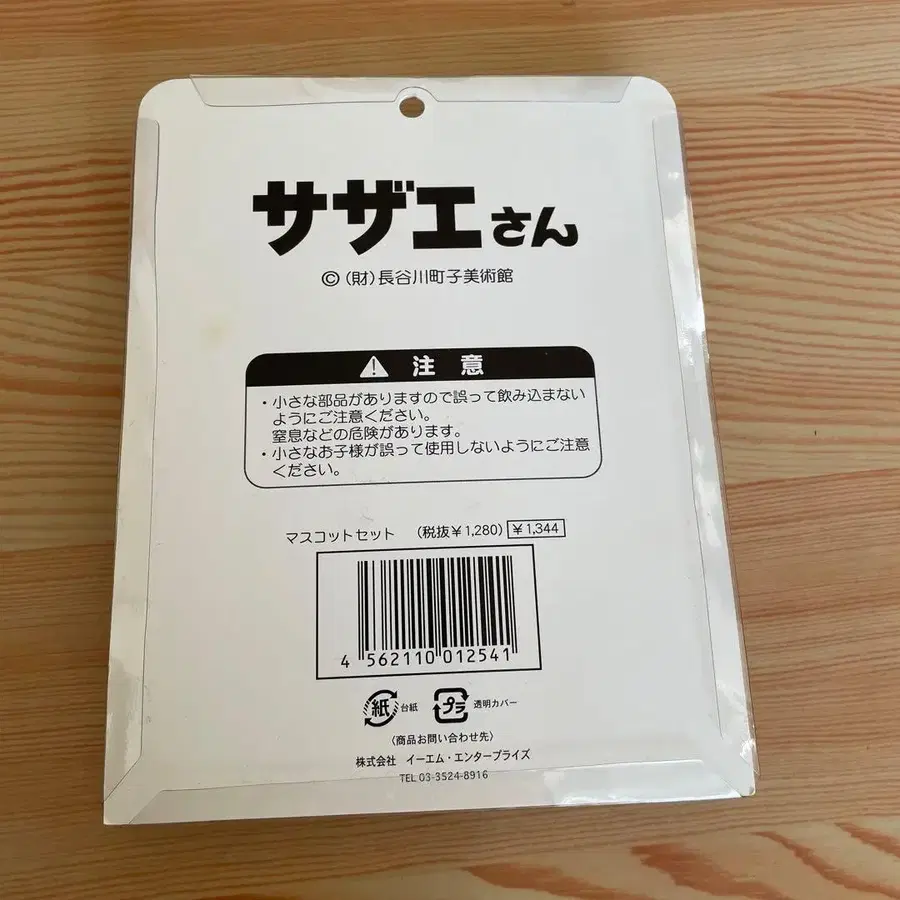 サザエさん
© (財)長谷川町子美術館
注 意
・小さな部品がありますので誤って飲み込まない
ようにご注意ください。
窒息などの危険があります。
・小さなお子様が誤って使用しないようにご注意
ください。
マスコットセット (税抜¥1,280) ¥1,344
4 562110 012541
紙 台紙 プラ 透明カバー
〈商品お問い合わせ先〉
株式会社 イーエム・エンタープライズ
TEL 03-3524-8916